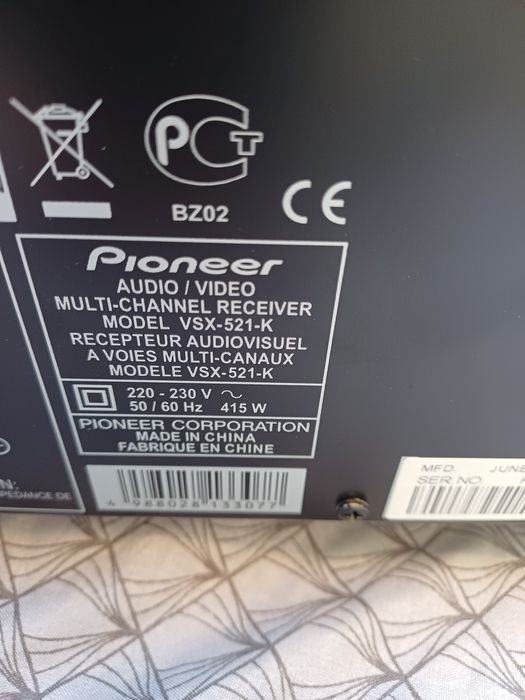 PCT
BZ02
CE
Pioneer
AUDIO / VIDEO
MULTI-CHANNEL RECEIVER
MODEL VSX-521-K
RECEPTEUR AUDIOVISUEL
A VOIES MULTI-CANAUX
MODELE VSX-521-K
220 - 230 V ~
50 / 60 Hz 415 W
PIONEER CORPORATION
MADE IN CHINA
FABRIQUE EN CHINE
4 988028 133077
MFD. JUNE
SER NO.